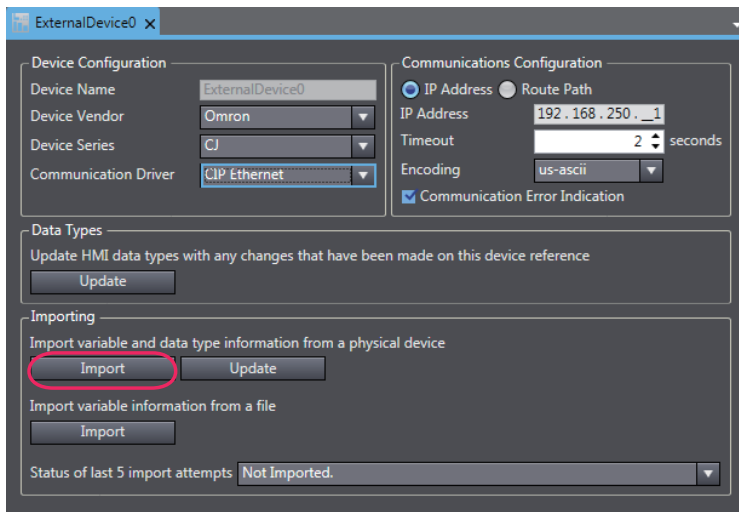 ExternalDevice0
Device Configuration
Device Name ExternalDevice0
Device Vendor Omron
Device Series CJ
Communication Driver CIP Ethernet
Communications Configuration
IP Address Route Path
IP Address 192 . 168 . 250 . __1
Timeout 2 seconds
Encoding us-ascii
Communication Error Indication
Data Types
Update HMI data types with any changes that have been made on this device reference
Update
Importing
Import variable and data type information from a physical device
Import Update
Import variable information from a file
Import
Status of last 5 import attempts Not Imported.